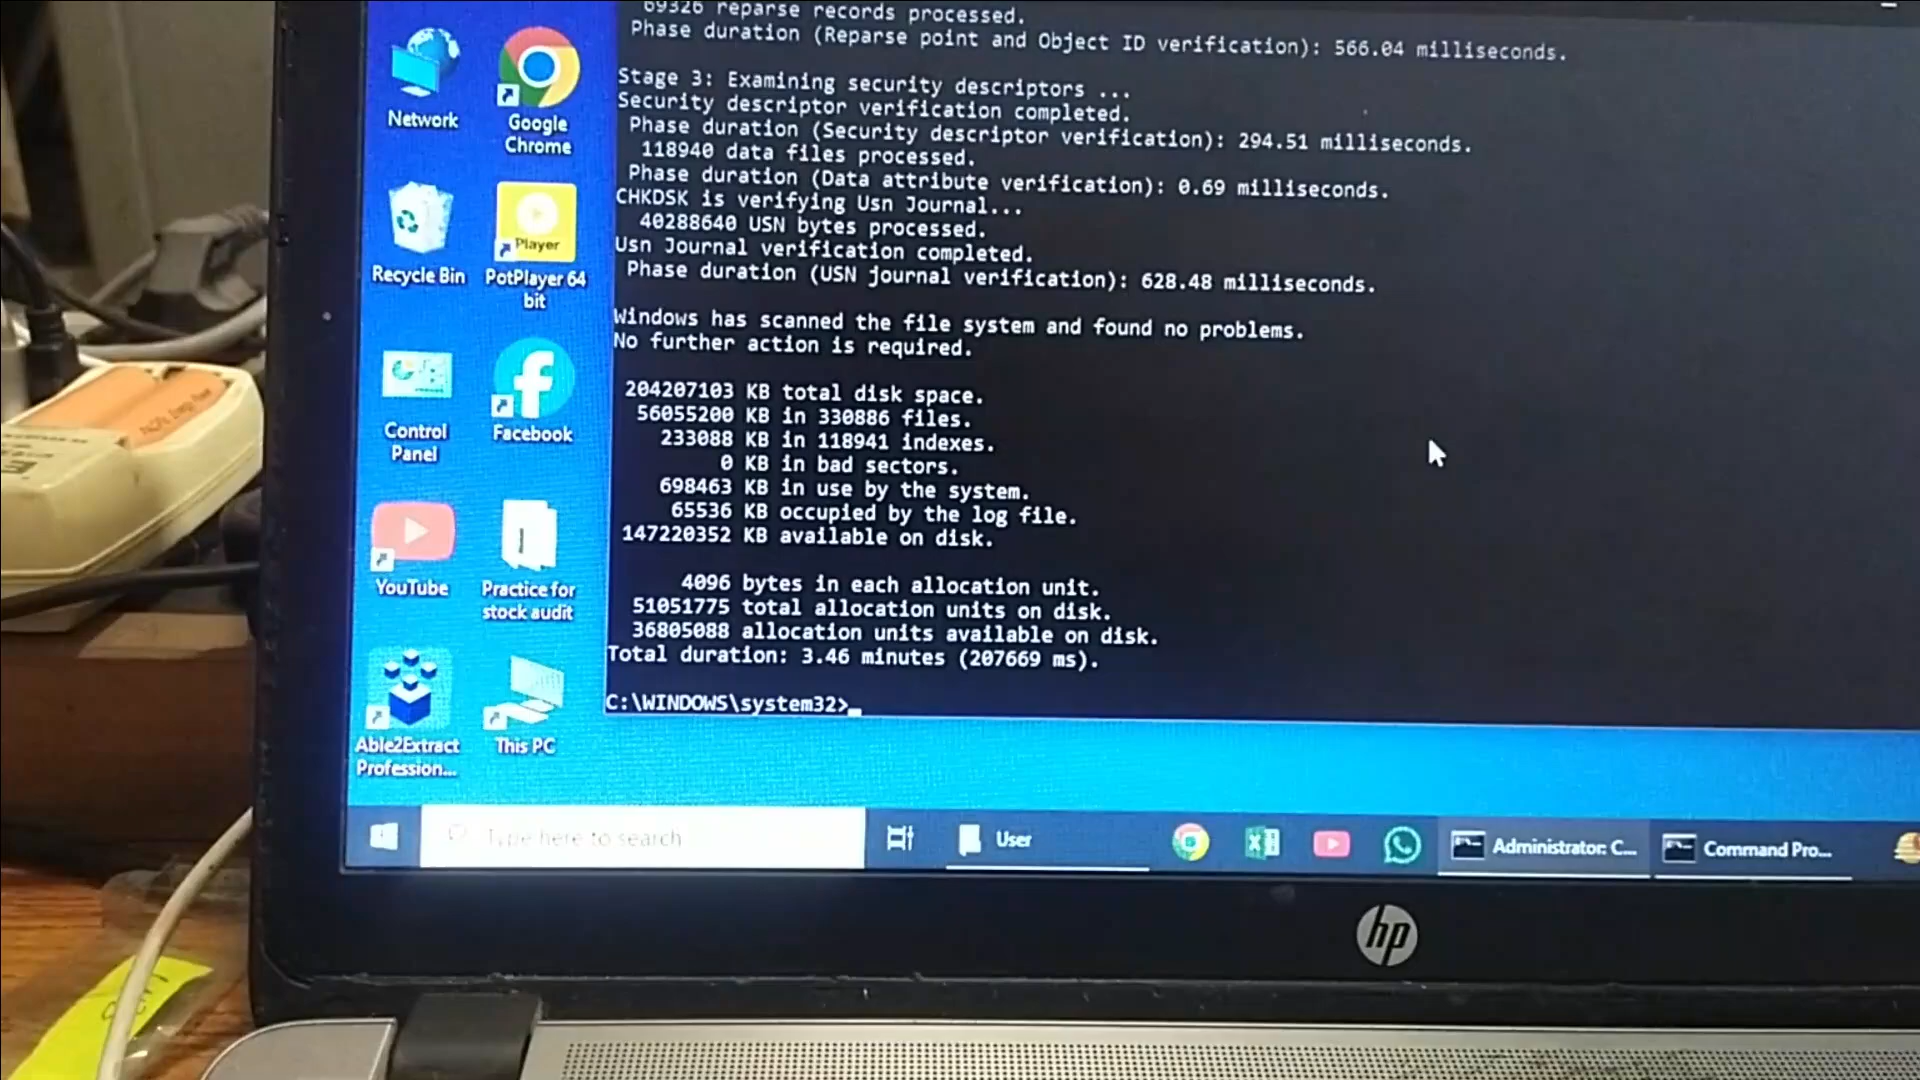 69326 reparse records processed.
Phase duration (Reparse point and Object ID verification): 566.04 milliseconds.
Stage 3: Examining security descriptors ...
Security descriptor verification completed.
Phase duration (Security descriptor verification): 294.51 milliseconds.
118940 data files processed.
Phase duration (Data attribute verification): 0.69 milliseconds.
CHKDSK is verifying Usn Journal...
40288640 USN bytes processed.
Usn Journal verification completed.
Phase duration (USN journal verification): 628.48 milliseconds.
Windows has scanned the file system and found no problems.
No further action is required.
204207103 KB total disk space.
56055200 KB in 330886 files.
233088 KB in 118941 indexes.
0 KB in bad sectors.
698463 KB in use by the system.
65536 KB occupied by the log file.
147220352 KB available on disk.
4096 bytes in each allocation unit.
51051775 total allocation units on disk.
36805088 allocation units available on disk.
Total duration: 3.46 minutes (207669 ms).
C:\WINDOWS\system32>
Network
Google
Chrome
Recycle Bin
Player
PotPlayer 64
bit
Control
Panel
Facebook
YouTube
Practice for
stock audit
Able2Extract
Profession...
This PC
Type here to search
User
Administrator: C...
Command Pro...
hp